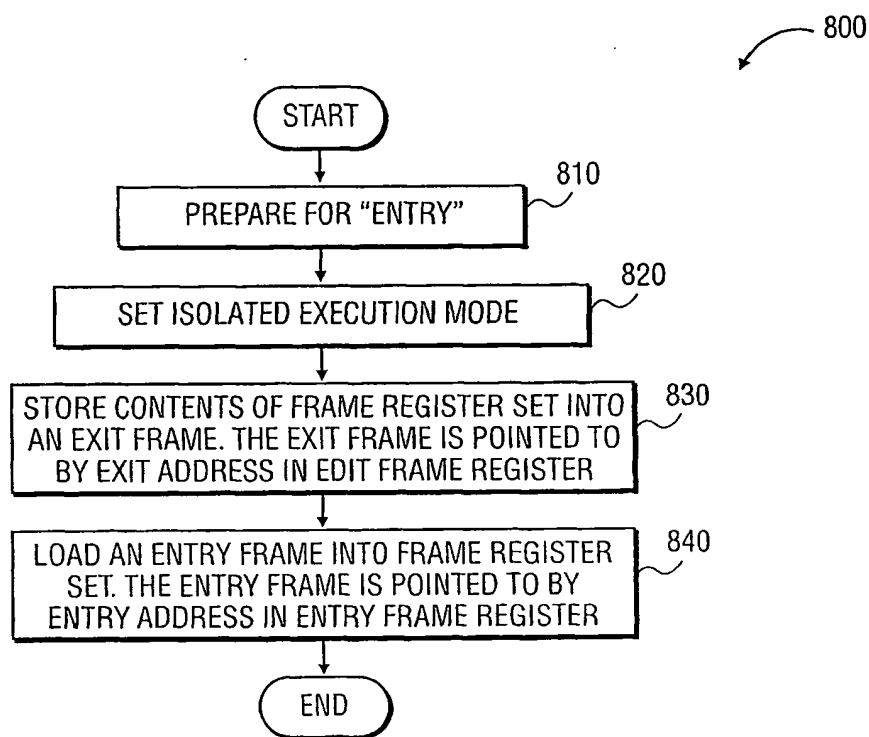 800
START
810
PREPARE FOR “ENTRY”
820
SET ISOLATED EXECUTION MODE
830
STORE CONTENTS OF FRAME REGISTER SET INTO
AN EXIT FRAME. THE EXIT FRAME IS POINTED TO
BY EXIT ADDRESS IN EDIT FRAME REGISTER
840
LOAD AN ENTRY FRAME INTO FRAME REGISTER
SET. THE ENTRY FRAME IS POINTED TO BY
ENTRY ADDRESS IN ENTRY FRAME REGISTER
END